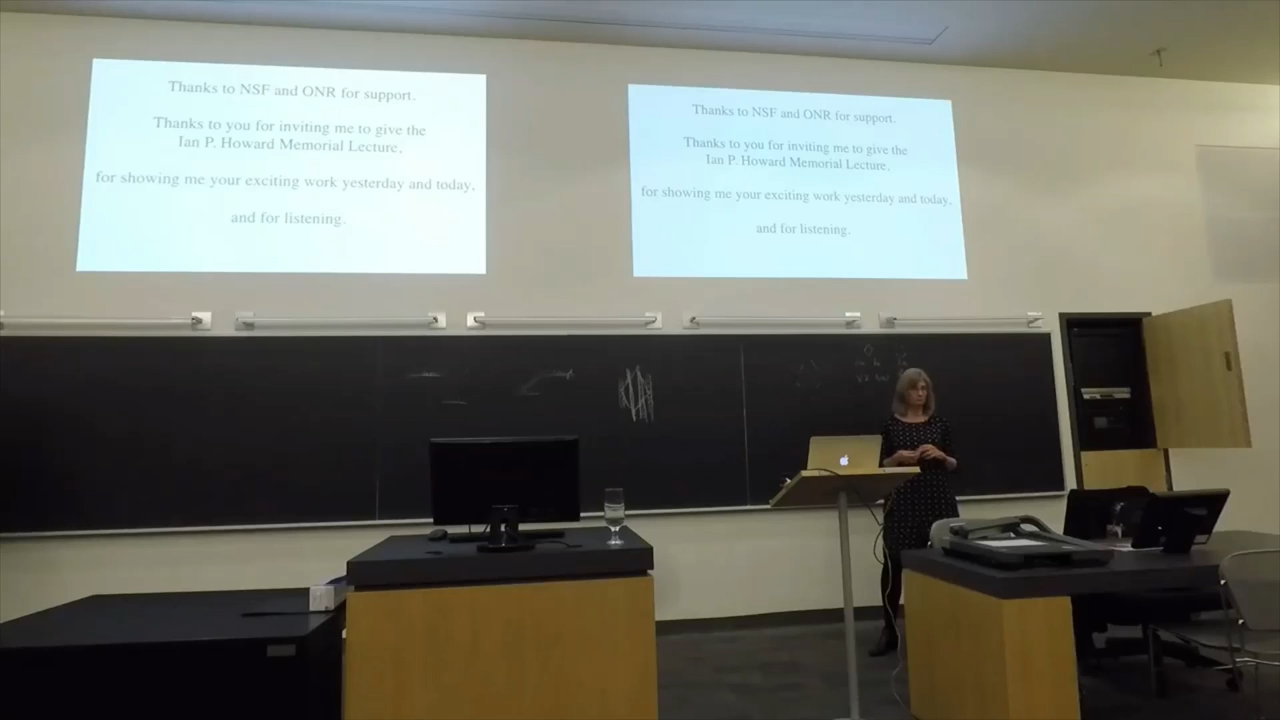 Thanks to NSF and ONR for support.
Thanks to you for inviting me to give the
Ian P. Howard Memorial Lecture,
for showing me your exciting work yesterday and today,
and for listening.
Thanks to NSF and ONR for support.
Thanks to you for inviting me to give the
Ian P. Howard Memorial Lecture,
for showing me your exciting work yesterday and today,
and for listening.